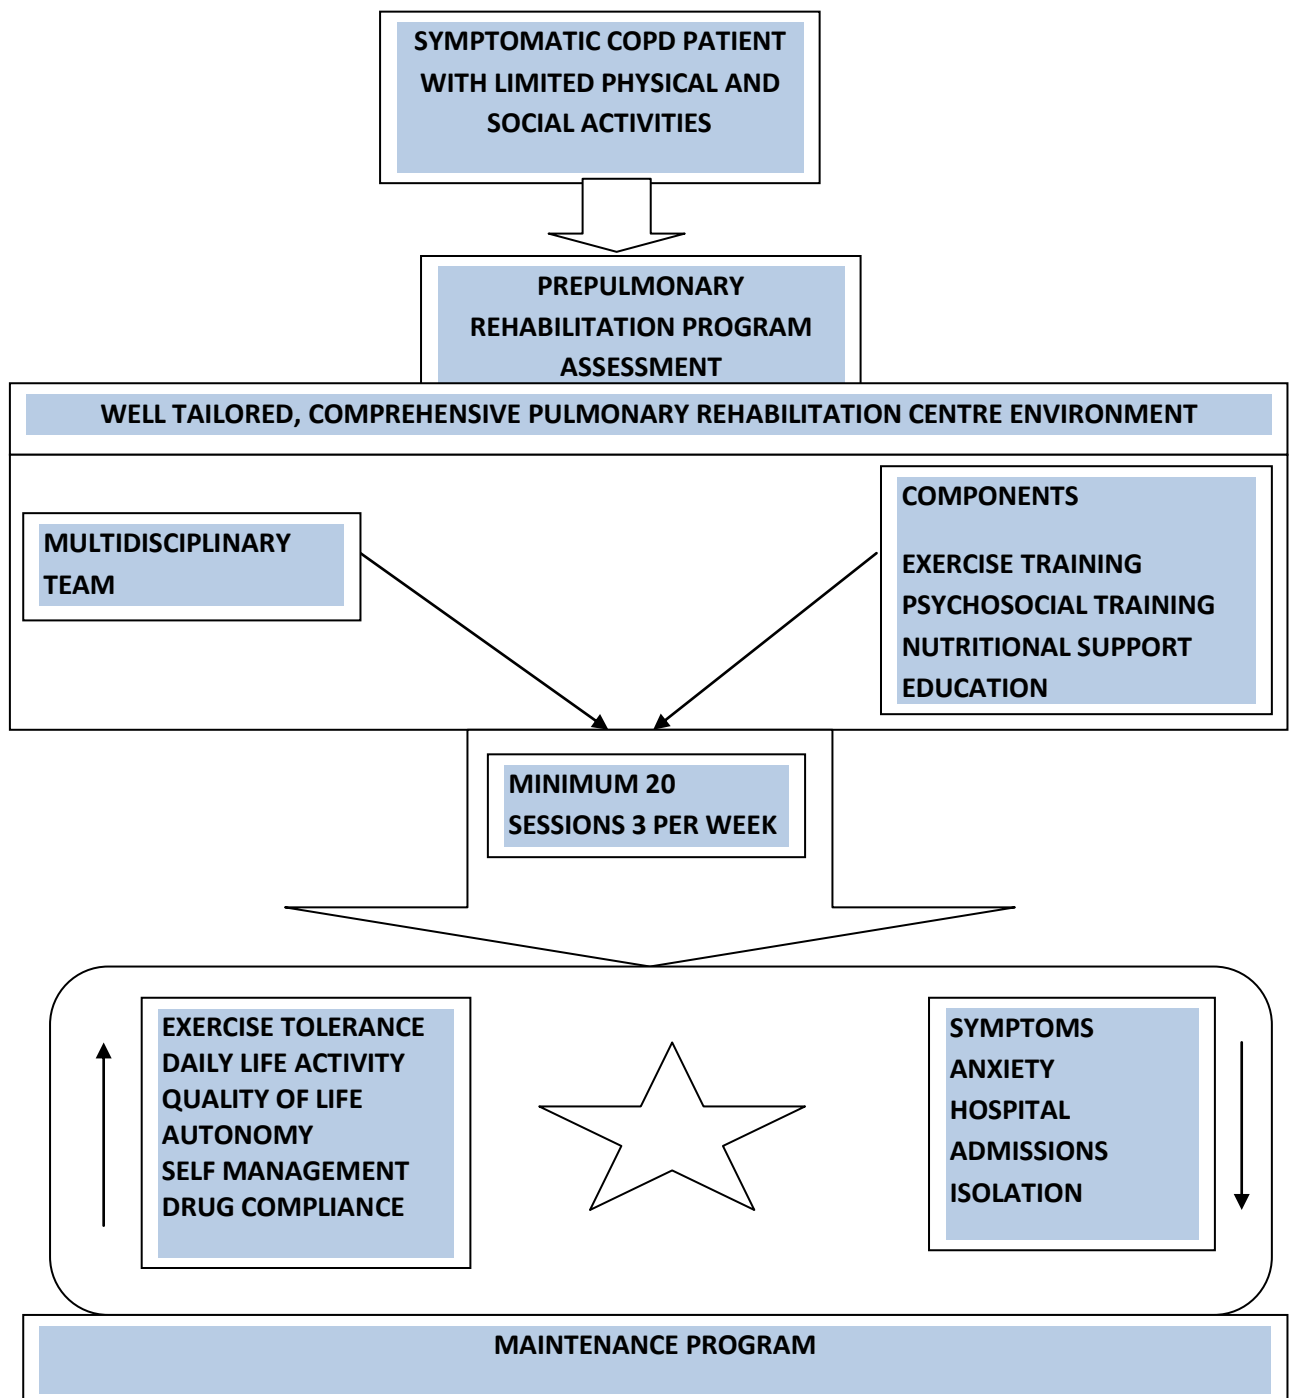 SYMPTOMATIC COPD PATIENT
WITH LIMITED PHYSICAL AND
SOCIAL ACTIVITIES
PREPULMONARY
REHABILITATION PROGRAM
ASSESSMENT
WELL TAILORED, COMPREHENSIVE PULMONARY REHABILITATION CENTRE ENVIRONMENT
MULTIDISCIPLINARY
TEAM
COMPONENTS
EXERCISE TRAINING
PSYCHOSOCIAL TRAINING
NUTRITIONAL SUPPORT
EDUCATION
MINIMUM 20
SESSIONS 3 PER WEEK
EXERCISE TOLERANCE
DAILY LIFE ACTIVITY
QUALITY OF LIFE
AUTONOMY
SELF MANAGEMENT
DRUG COMPLIANCE
SYMPTOMS
ANXIETY
HOSPITAL
ADMISSIONS
ISOLATION
MAINTENANCE PROGRAM